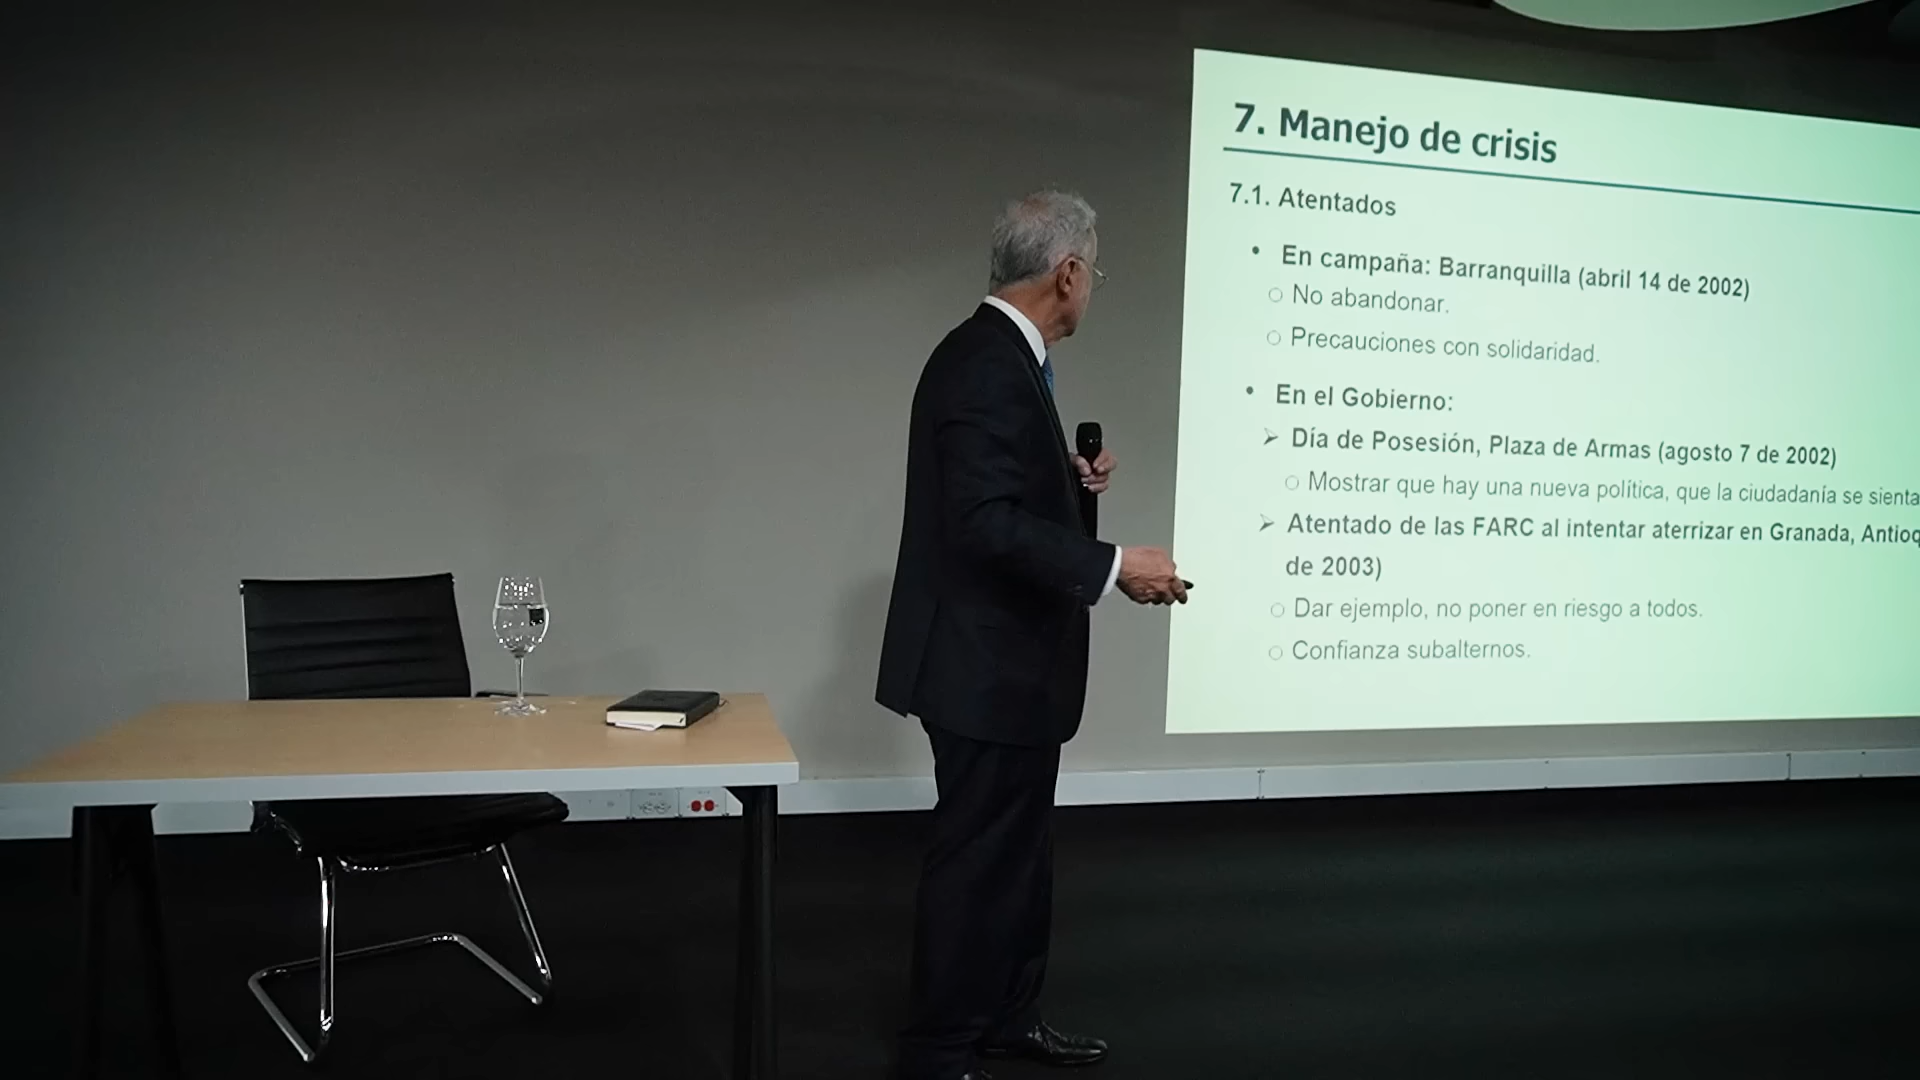 7. Manejo de crisis
7.1. Atentados
• En campaña: Barranquilla (abril 14 de 2002)
○ No abandonar.
○ Precauciones con solidaridad.
• En el Gobierno:
➢ Día de Posesión, Plaza de Armas (agosto 7 de 2002)
○ Mostrar que hay una nueva política, que la ciudadanía se sienta
➢ Atentado de las FARC al intentar aterrizar en Granada, Antioq
de 2003)
○ Dar ejemplo, no poner en riesgo a todos.
○ Confianza subalternos.